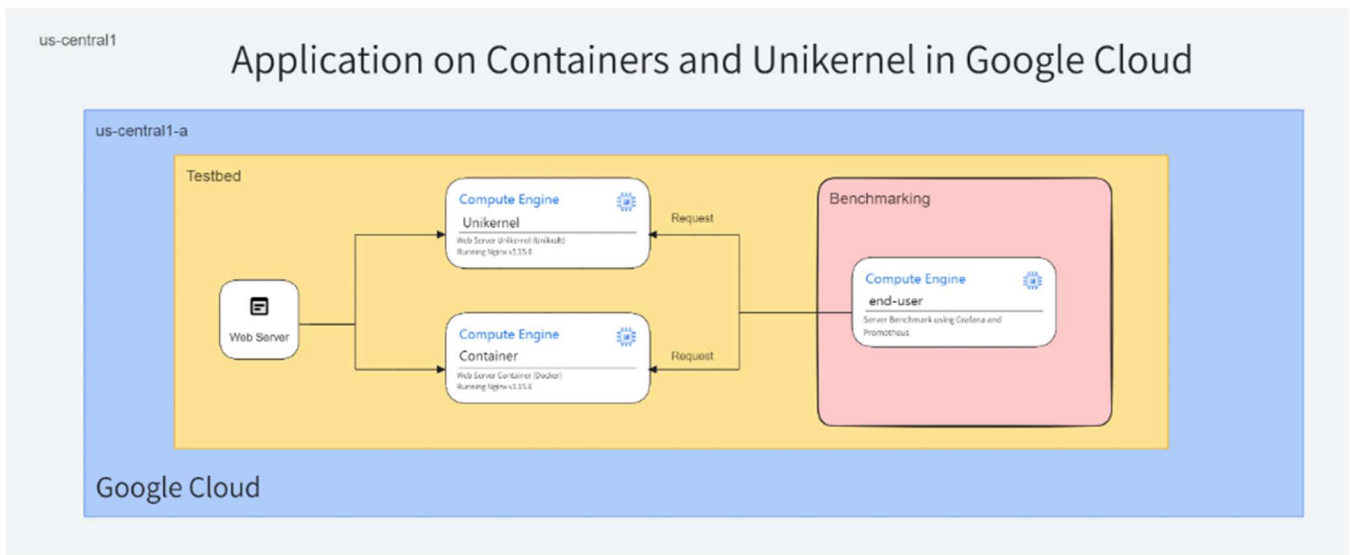 us-central1
Application on Containers and Unikernel in Google Cloud
us-central1-a
Testbed
Web Server
Compute Engine
Unikernel
Web Server Unikernel (Unikraft)
Running Nginx v1.15.6
Compute Engine
Container
Web Server Container (Docker)
Running Nginx v1.15.6
Request
Request
Benchmarking
Compute Engine
end-user
Server Benchmark using Grafana and
Prometheus
Google Cloud